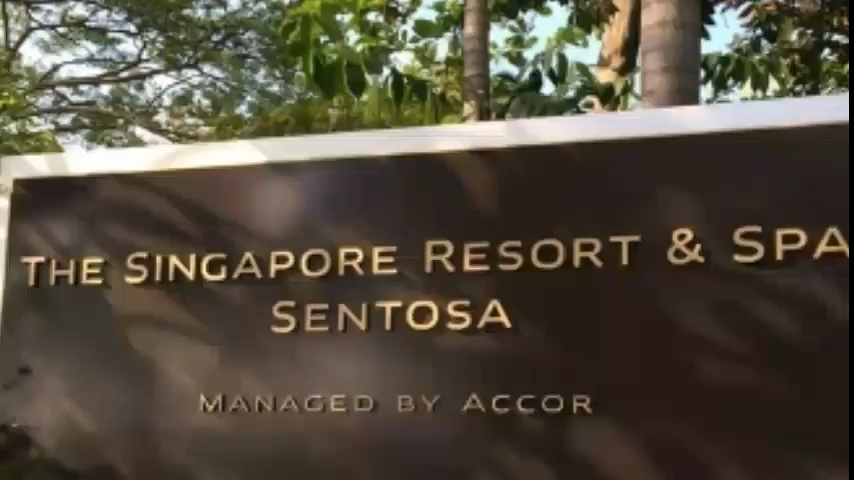 THE SINGAPORE RESORT & SPA
SENTOSA
MANAGED BY ACCOR